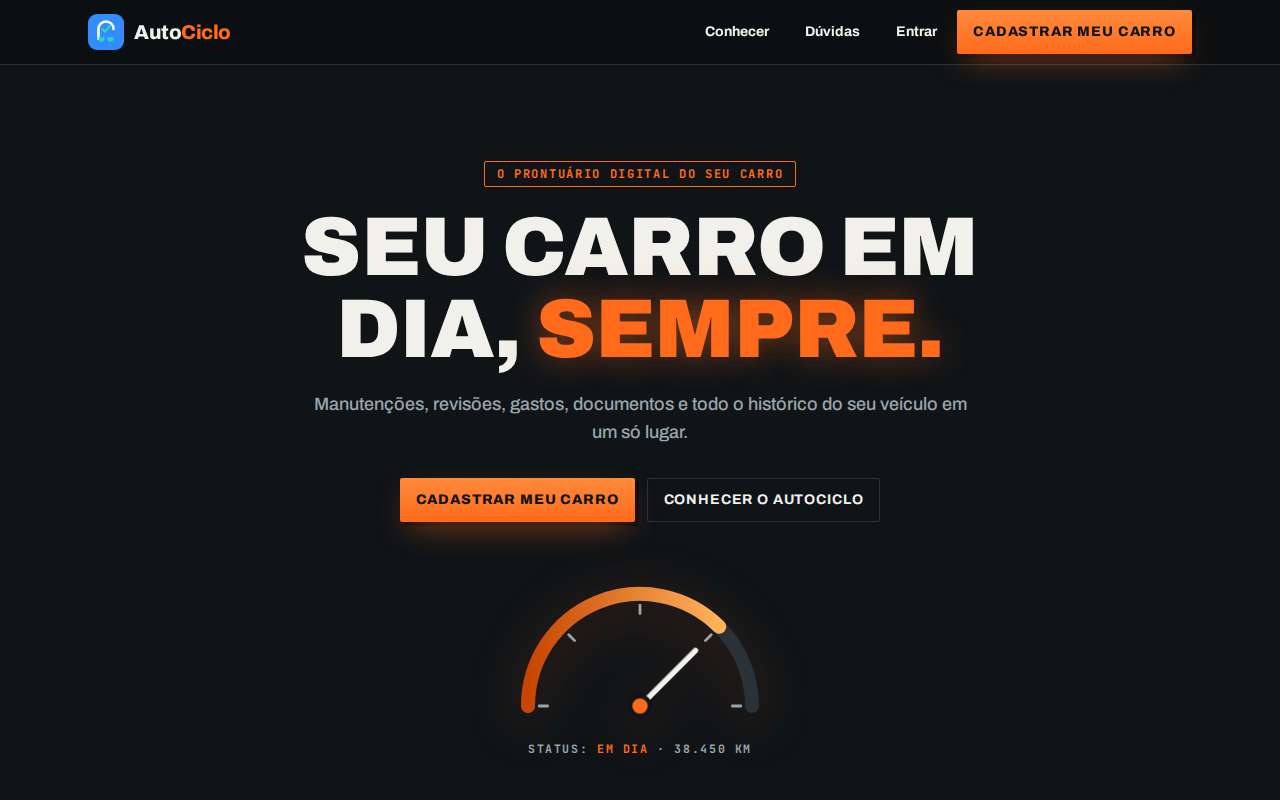 AutoCiclo
Conhecer
Dúvidas
Entrar
CADASTRAR MEU CARRO
O PRONTUÁRIO DIGITAL DO SEU CARRO
SEU CARRO EM
DIA, SEMPRE.
Manutenções, revisões, gastos, documentos e todo o histórico do seu veículo em
um só lugar.
CADASTRAR MEU CARRO
CONHECER O AUTOCICLO
STATUS: EM DIA · 38.450 KM